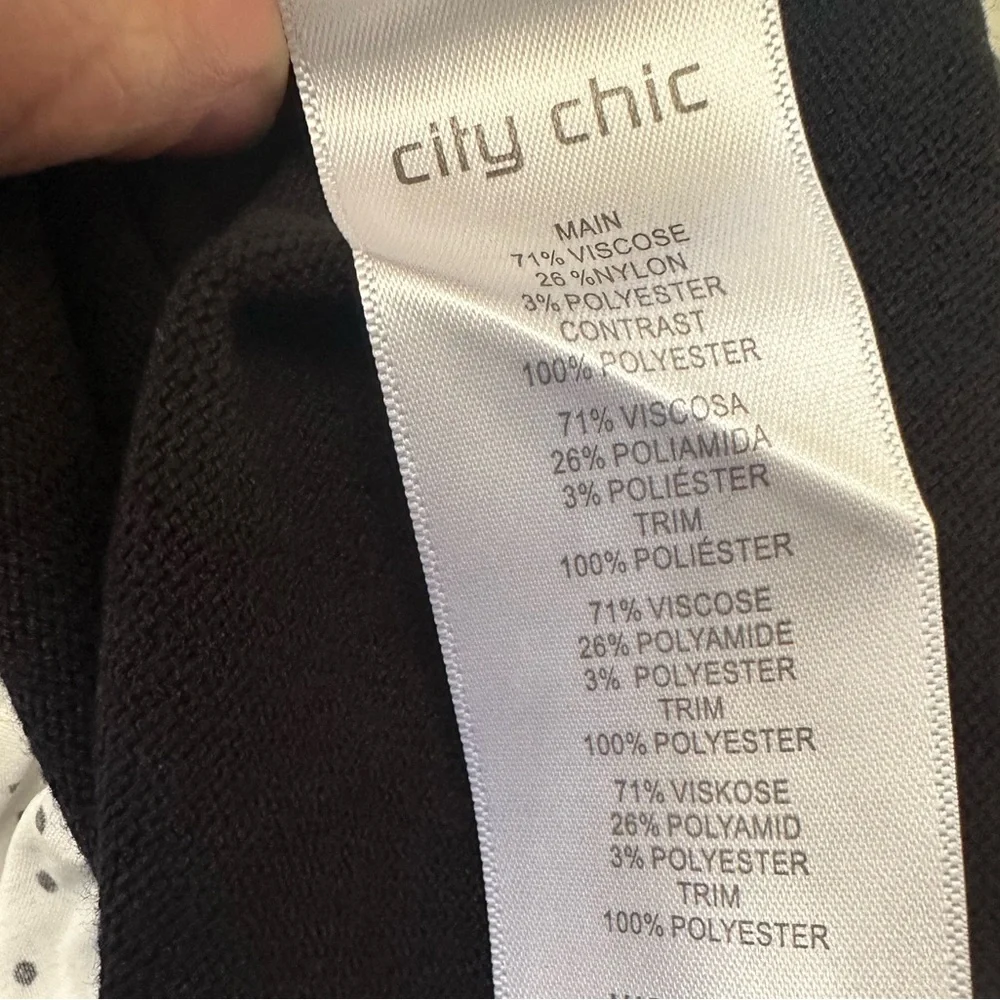 city chic
MAIN
71% VISCOSE
26 %NYLON
3% POLYESTER
CONTRAST
100% POLYESTER
71% VISCOSA
26% POLIAMIDA
3% POLIÉSTER
TRIM
100% POLIÉSTER
71% VISCOSE
26% POLYAMIDE
3% POLYESTER
TRIM
100% POLYESTER
71% VISKOSE
26% POLYAMID
3% POLYESTER
TRIM
100% POLYESTER